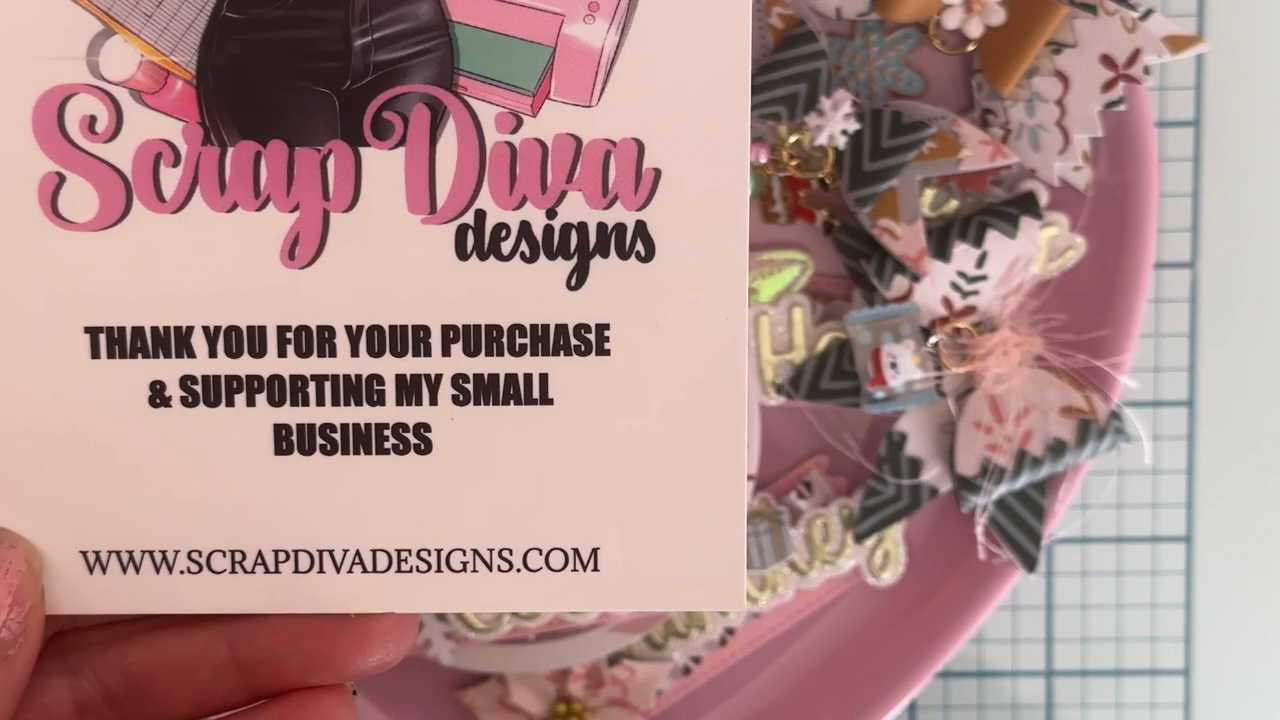 Scrap Diva
designs
THANK YOU FOR YOUR PURCHASE
& SUPPORTING MY SMALL
BUSINESS
WWW.SCRAPDIVADESIGNS.COM